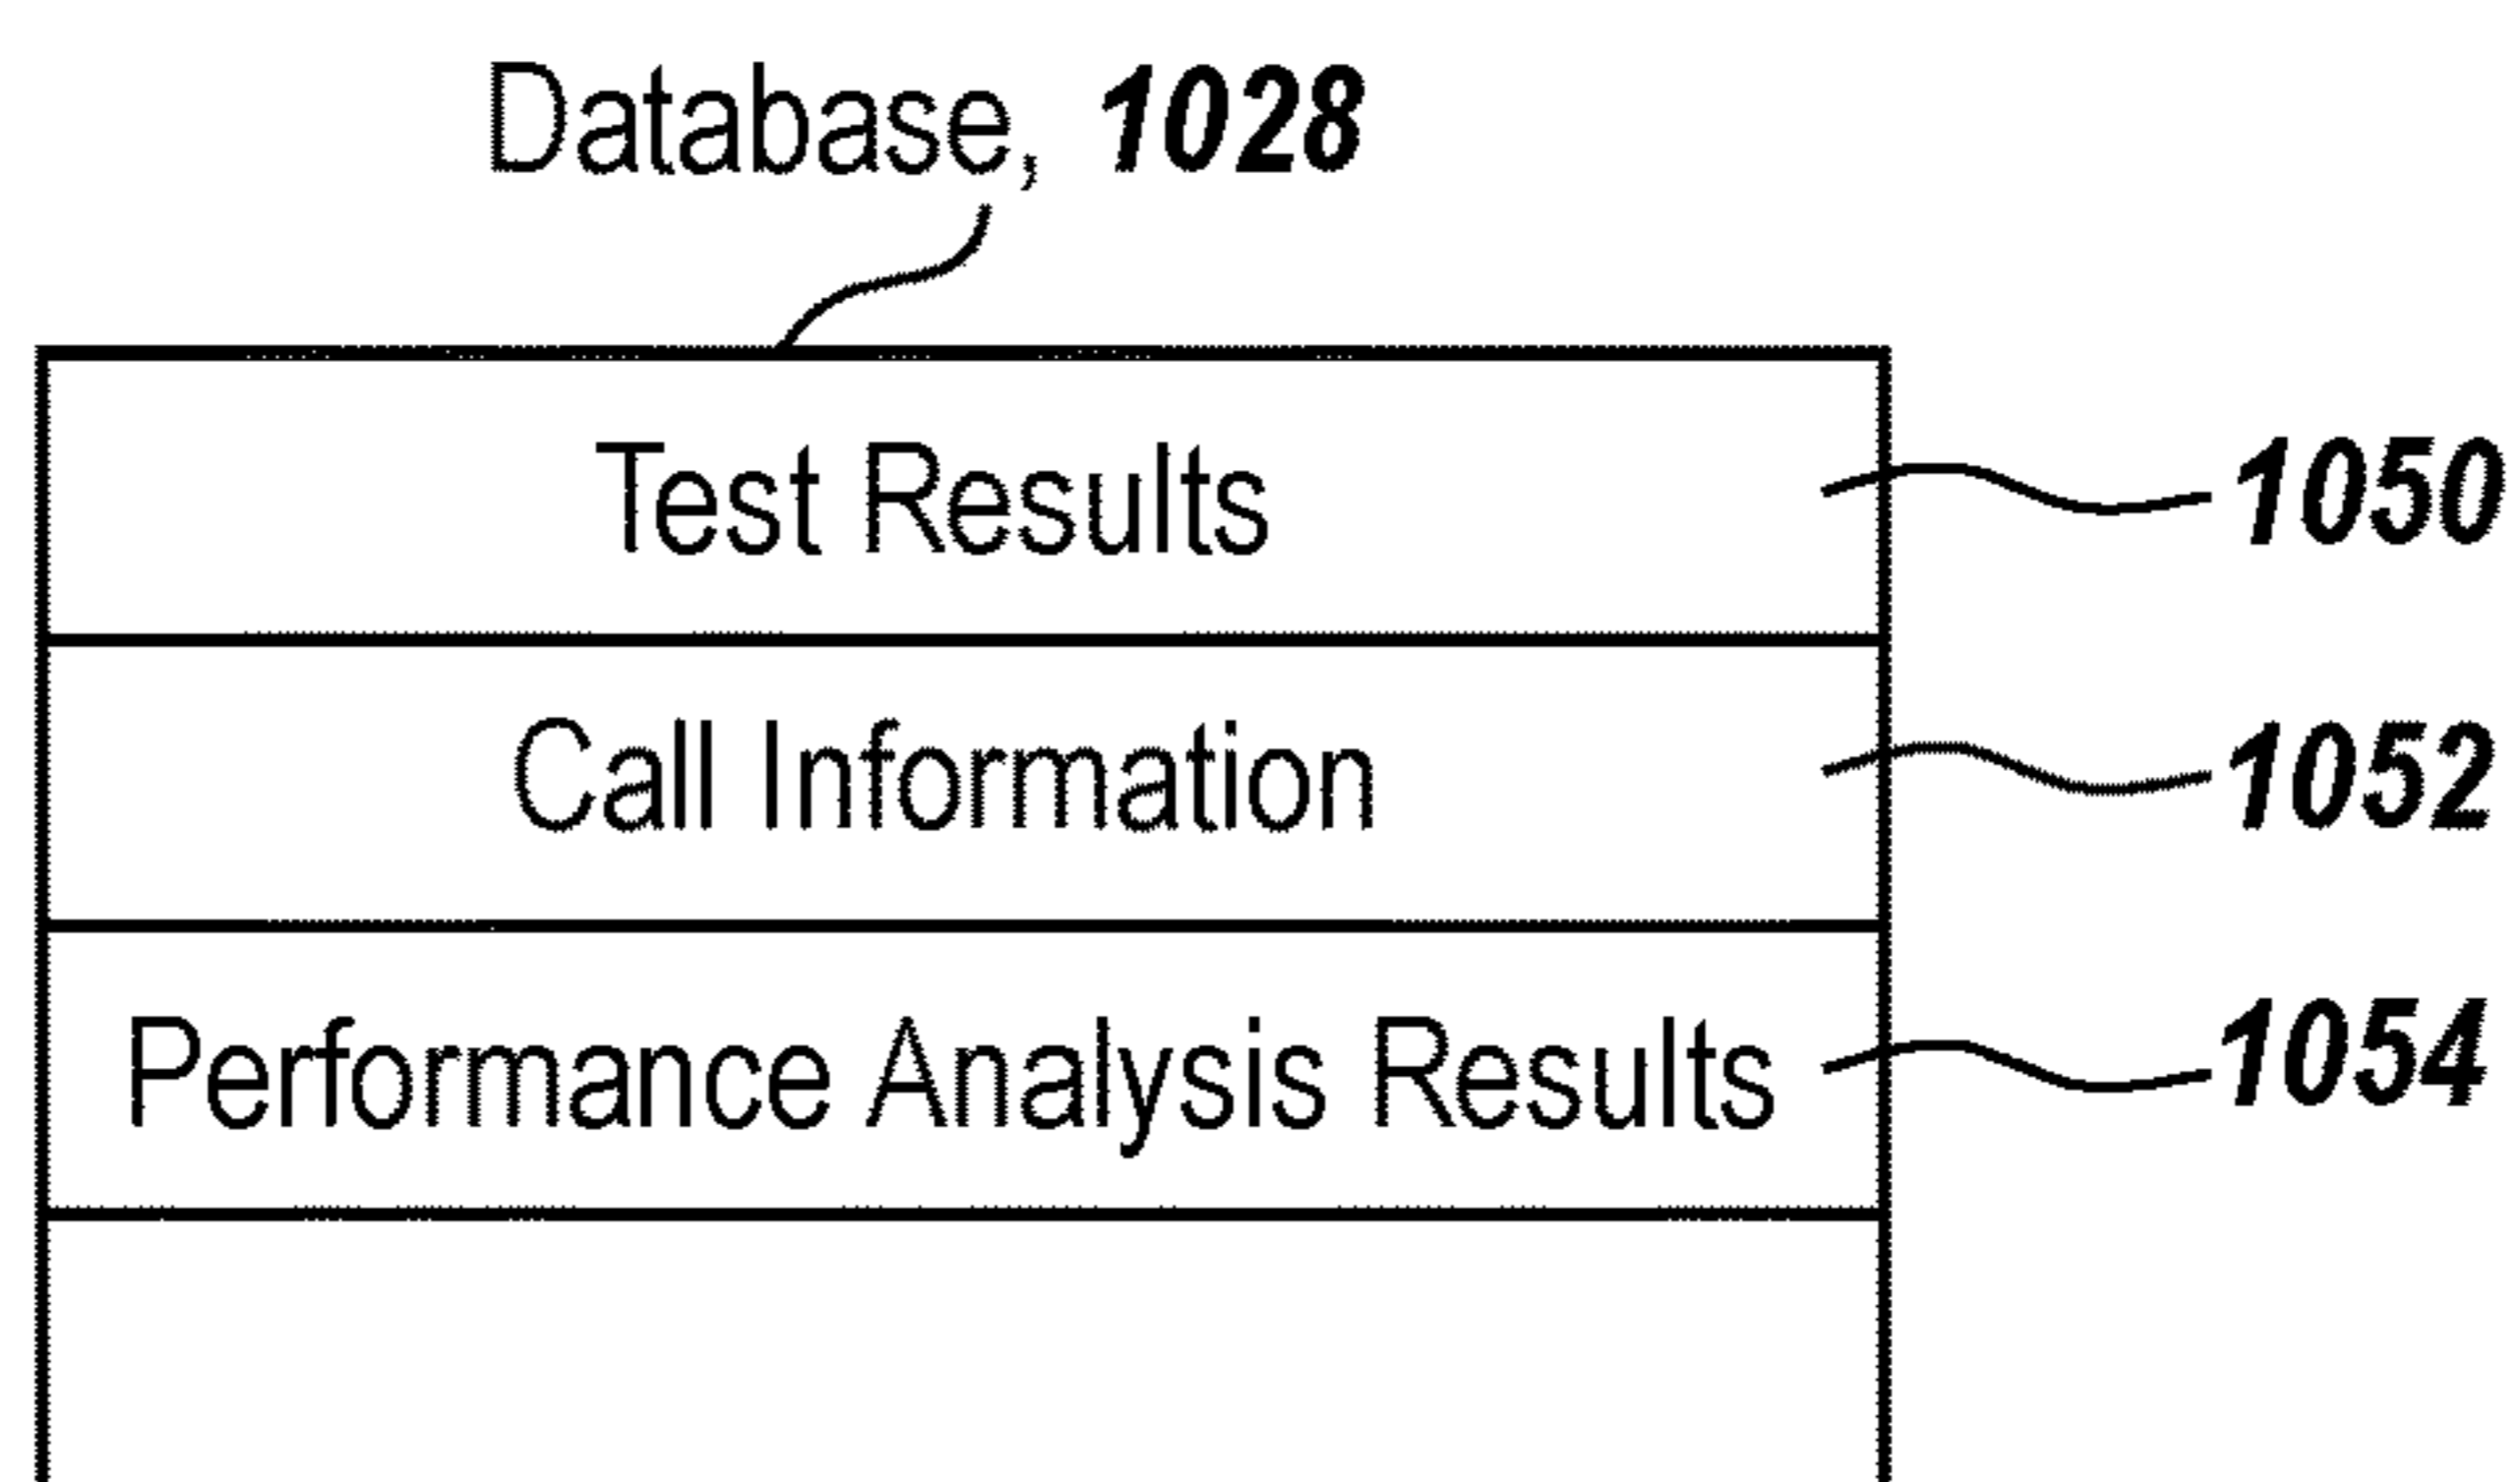 Database, 1028
Test Results 1050
Call Information 1052
Performance Analysis Results 1054